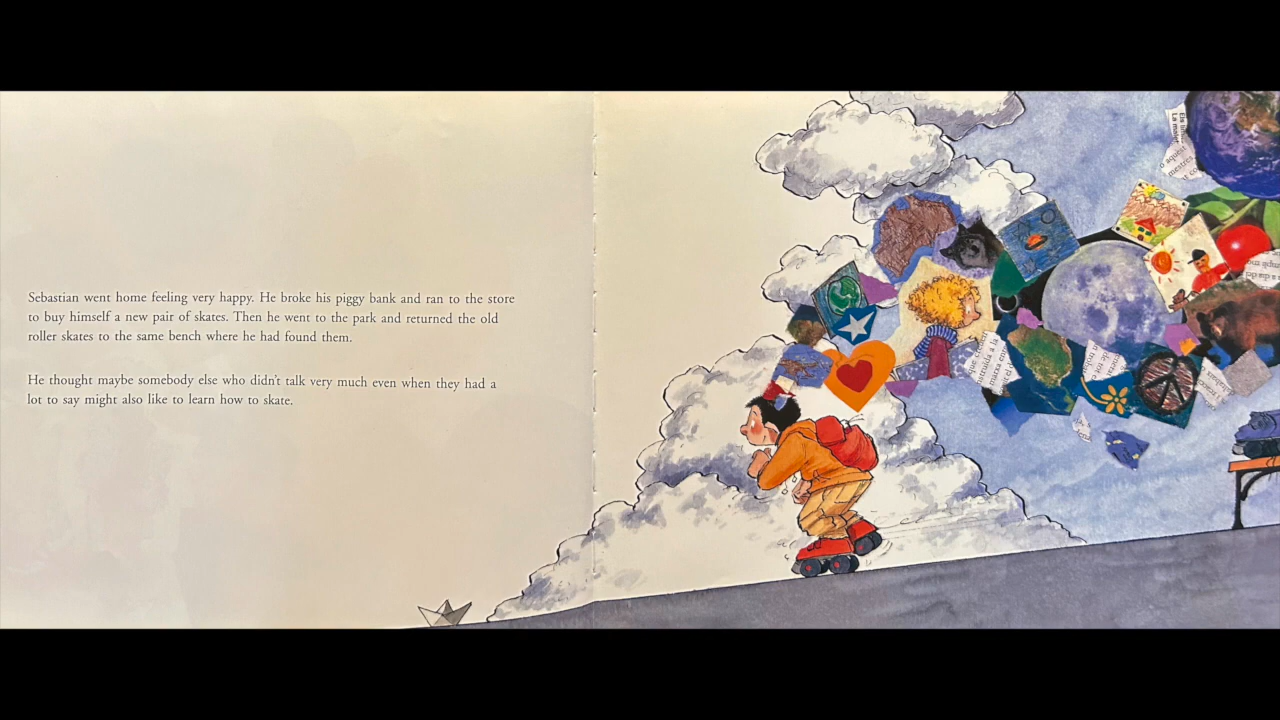 Sebastian went home feeling very happy. He broke his piggy bank and ran to the store
to buy himself a new pair of skates. Then he went to the park and returned the old
roller skates to the same bench where he had found them.
He thought maybe somebody else who didn't talk very much even when they had a
lot to say might also like to learn how to skate.